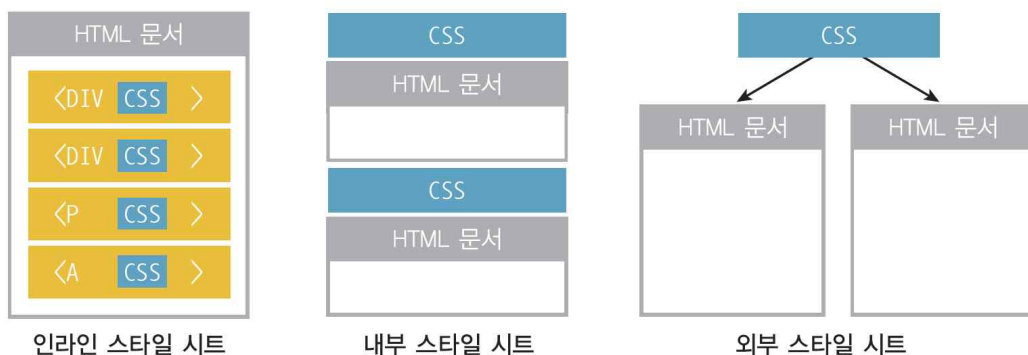 HTML 문서
<DIV CSS >
<DIV CSS >
<P CSS >
<A CSS >
인라인 스타일 시트
CSS
HTML 문서
CSS
HTML 문서
내부 스타일 시트
CSS
HTML 문서
HTML 문서
외부 스타일 시트